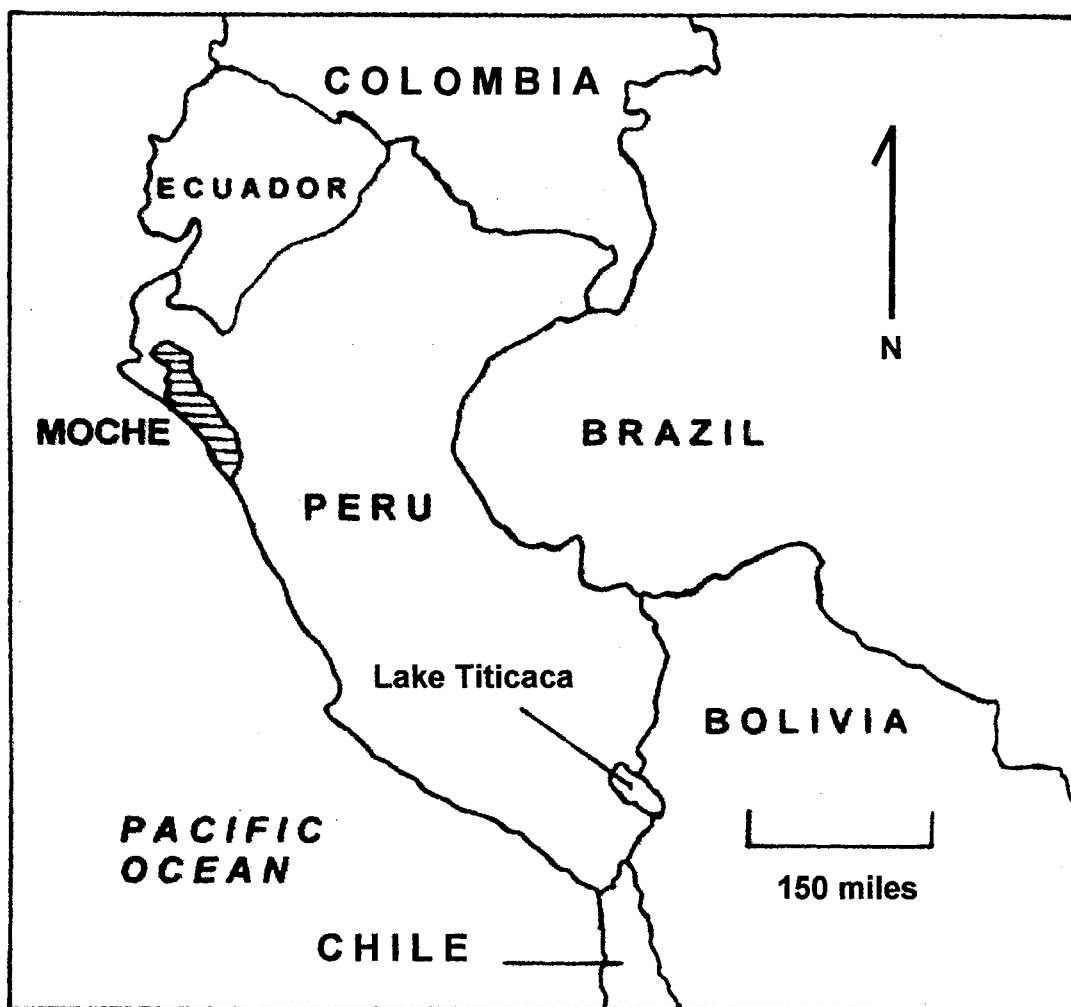 COLOMBIA
ECUADOR
N
MOCHE
BRAZIL
PERU
Lake Titicaca
BOLIVIA
PACIFIC
OCEAN
150 miles
CHILE